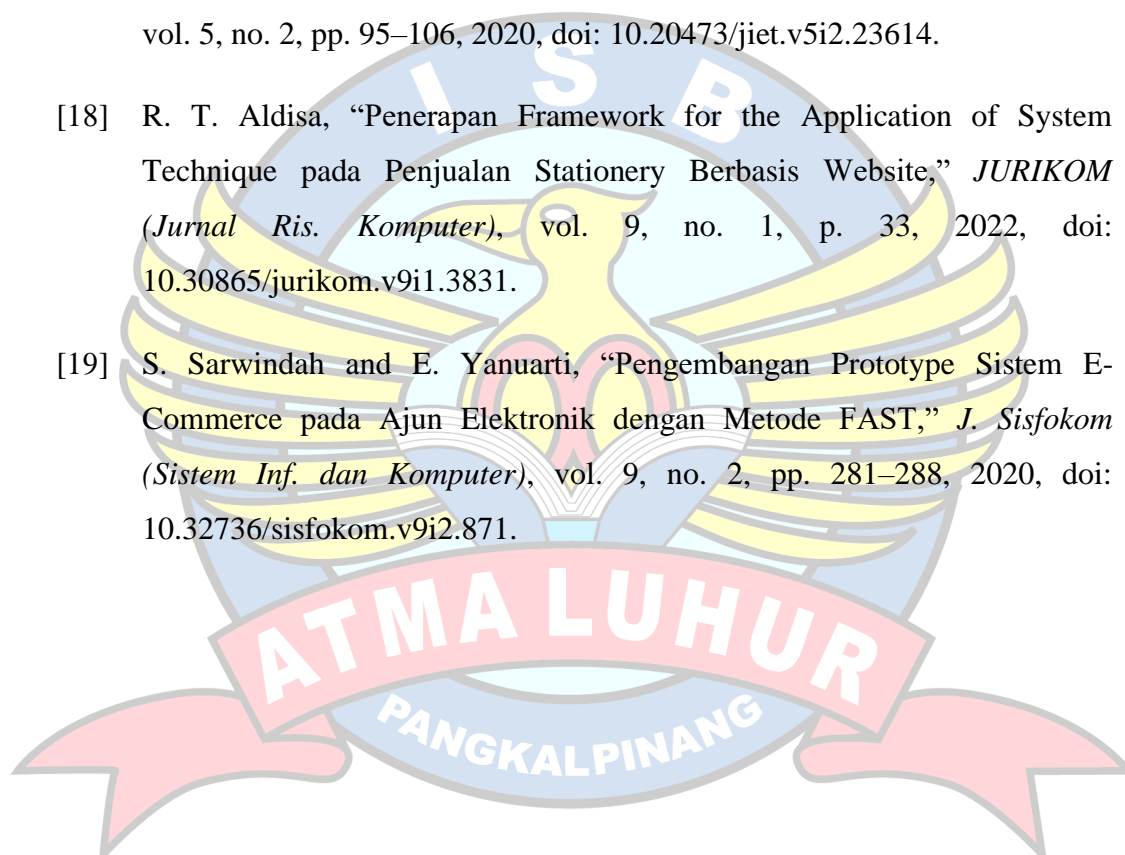 vol. 5, no. 2, pp. 95–106, 2020, doi: 10.20473/jiet.v5i2.23614.
I S B
[18] R. T. Aldisa, “Penerapan Framework for the Application of System
Technique pada Penjualan Stationery Berbasis Website,” JURIKOM
(Jurnal Ris. Komputer), vol. 9, no. 1, p. 33, 2022, doi:
10.30865/jurikom.v9i1.3831.
[19] S. Sarwindah and E. Yanuarti, “Pengembangan Prototype Sistem E-
Commerce pada Ajun Elektronik dengan Metode FAST,” J. Sisfokom
(Sistem Inf. dan Komputer), vol. 9, no. 2, pp. 281–288, 2020, doi:
10.32736/sisfokom.v9i2.871.
ATMA LUHUR
PANGKALPINANG